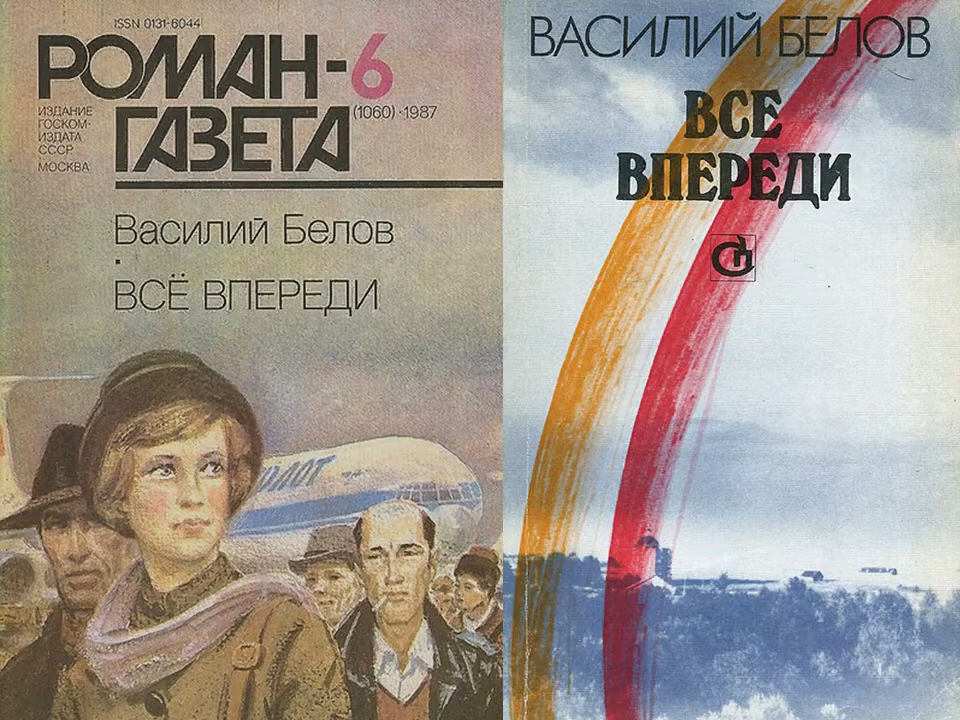 ISSN 0131-6044
РОМАН-6
ГАЗЕТА
ИЗДАНИЕ
ГОСКОМ-
ИЗДАТА
СССР
·МОСКВА
(1060)·1987
Василий Белов
·
ВСЁ ВПЕРЕДИ
ОЛОТ
ВАСИЛИЙ БЕЛОВ
ВСЕ
ВПЕРЕДИ